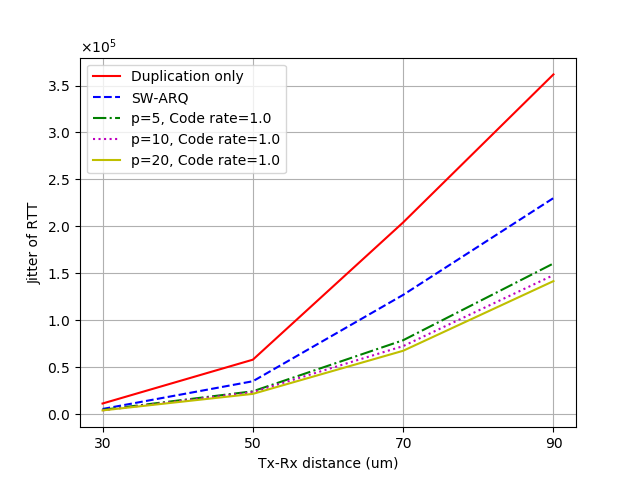 ×10⁵
Duplication only
SW-ARQ
p=5, Code rate=1.0
p=10, Code rate=1.0
p=20, Code rate=1.0
3.5
3.0
2.5
2.0
1.5
1.0
0.5
0.0
Jitter of RTT
30 50 70 90
Tx-Rx distance (um)